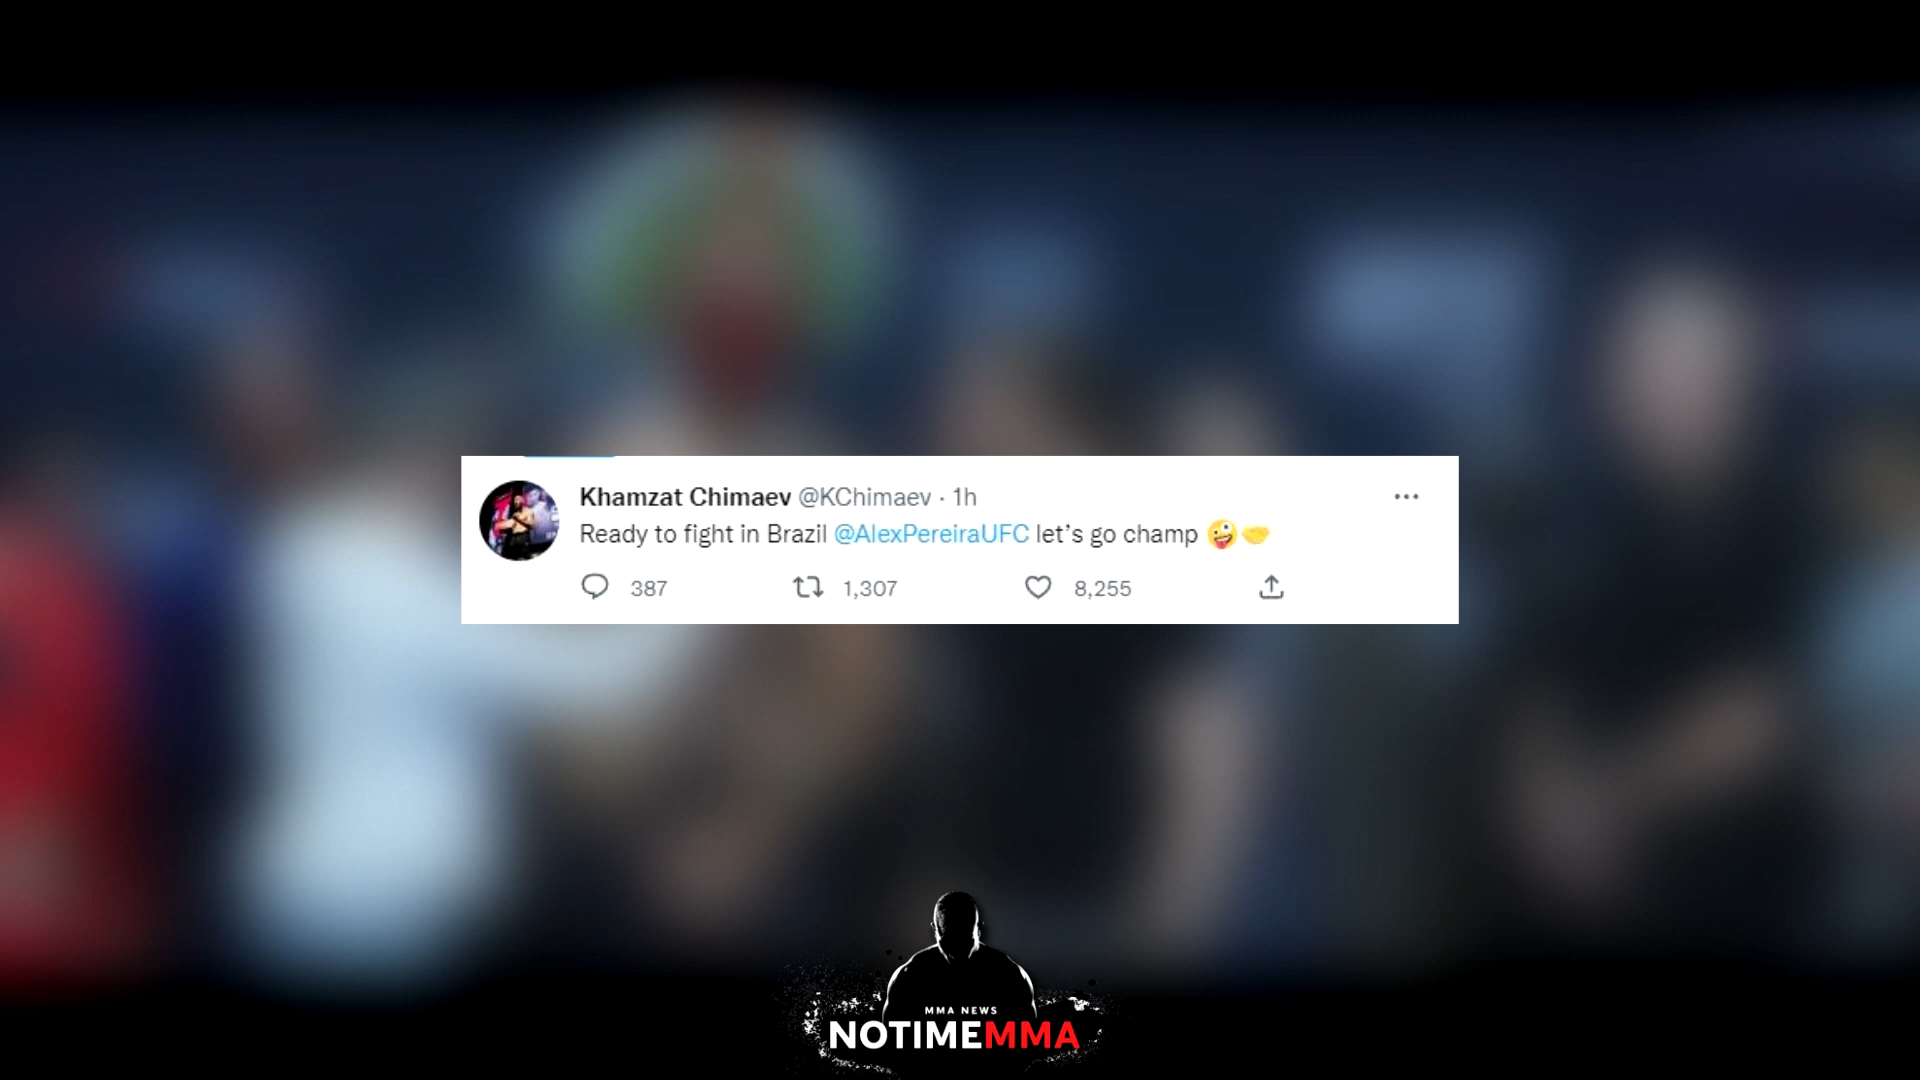 Khamzat Chimaev @KChimaev · 1h
Ready to fight in Brazil @AlexPereiraUFC let’s go champ 🤪🤝
387 1,307 8,255
MMA NEWS
NOTIMEMMA